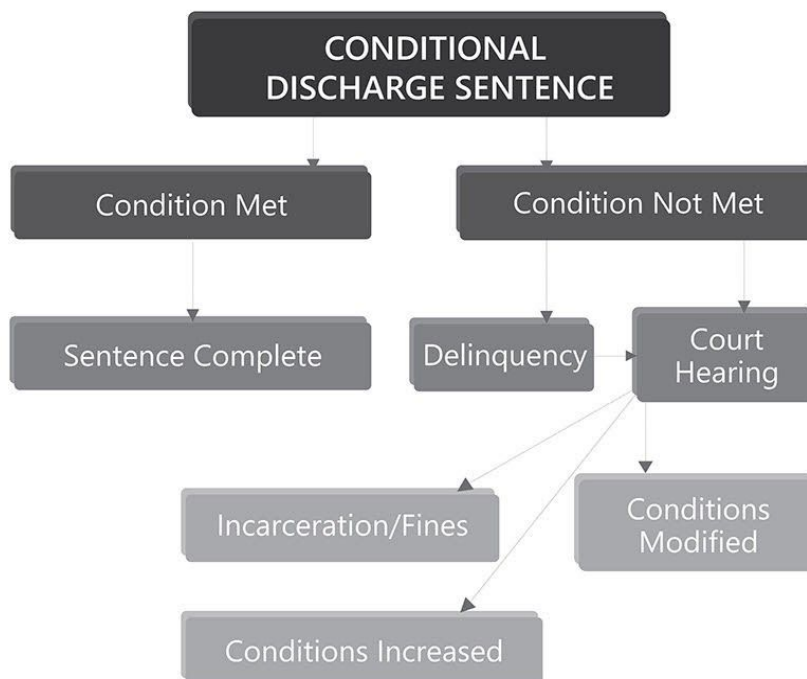 CONDITIONAL
DISCHARGE SENTENCE
Condition Met
Condition Not Met
Sentence Complete
Delinquency
Court
Hearing
Incarceration/Fines
Conditions
Modified
Conditions Increased